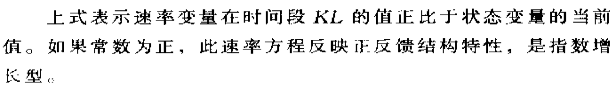 上式表示速率变量在时间段 KL 的值正比于状态变量的当前
值。如果常数为正，此速率方程反映正反馈结构特性，是指数增
长型。